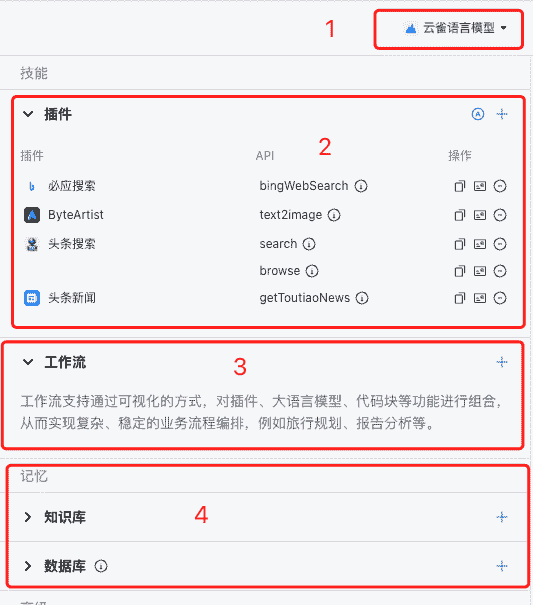 1
云雀语言模型
技能
插件
2
插件 API 操作
必应搜索 bingWebSearch
ByteArtist text2image
头条搜索 search
browse
头条新闻 getToutiaoNews
工作流
3
工作流支持通过可视化的方式，对插件、大语言模型、代码块等功能进行组合，
从而实现复杂、稳定的业务流程编排，例如旅行规划、报告分析等。
记忆
知识库
4
数据库